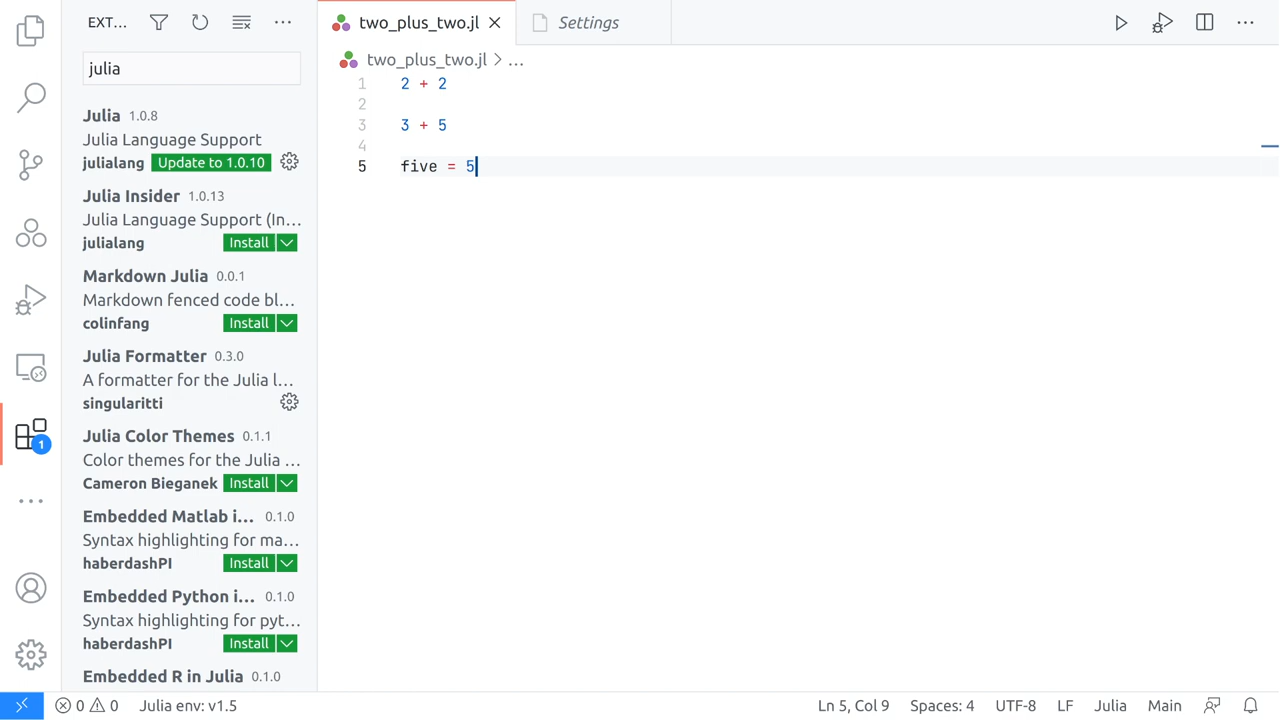 EXT...
two_plus_two.jl
Settings
julia
two_plus_two.jl > ...
Julia 1.0.8
Julia Language Support
julialang Update to 1.0.10
Julia Insider 1.0.13
Julia Language Support (In...
julialang Install
Markdown Julia 0.0.1
Markdown fenced code bl...
colinfang Install
Julia Formatter 0.3.0
A formatter for the Julia l...
singularitti
Julia Color Themes 0.1.1
Color themes for the Julia ...
Cameron Bieganek Install
Embedded Matlab i... 0.1.0
Syntax highlighting for ma...
haberdashPI Install
Embedded Python i... 0.1.0
Syntax highlighting for pyt...
haberdashPI Install
Embedded R in Julia 0.1.0
1
1 2 + 2
2
3 3 + 5
4
5 five = 5
0 0 Julia env: v1.5
Ln 5, Col 9 Spaces: 4 UTF-8 LF Julia Main